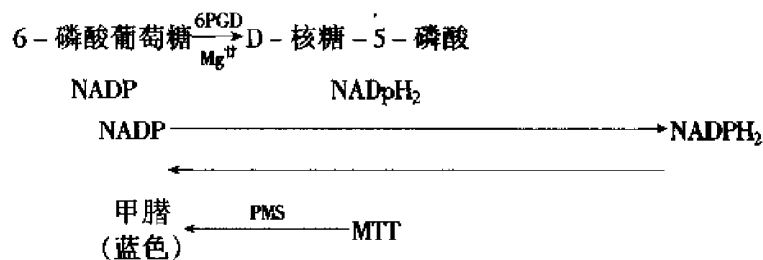 6-磷酸葡萄糖 6PGD Mg⁺⁺ D-核糖-5-磷酸
NADP NADpH₂
NADP NADPH₂
甲腊 PMS MTT
(蓝色)